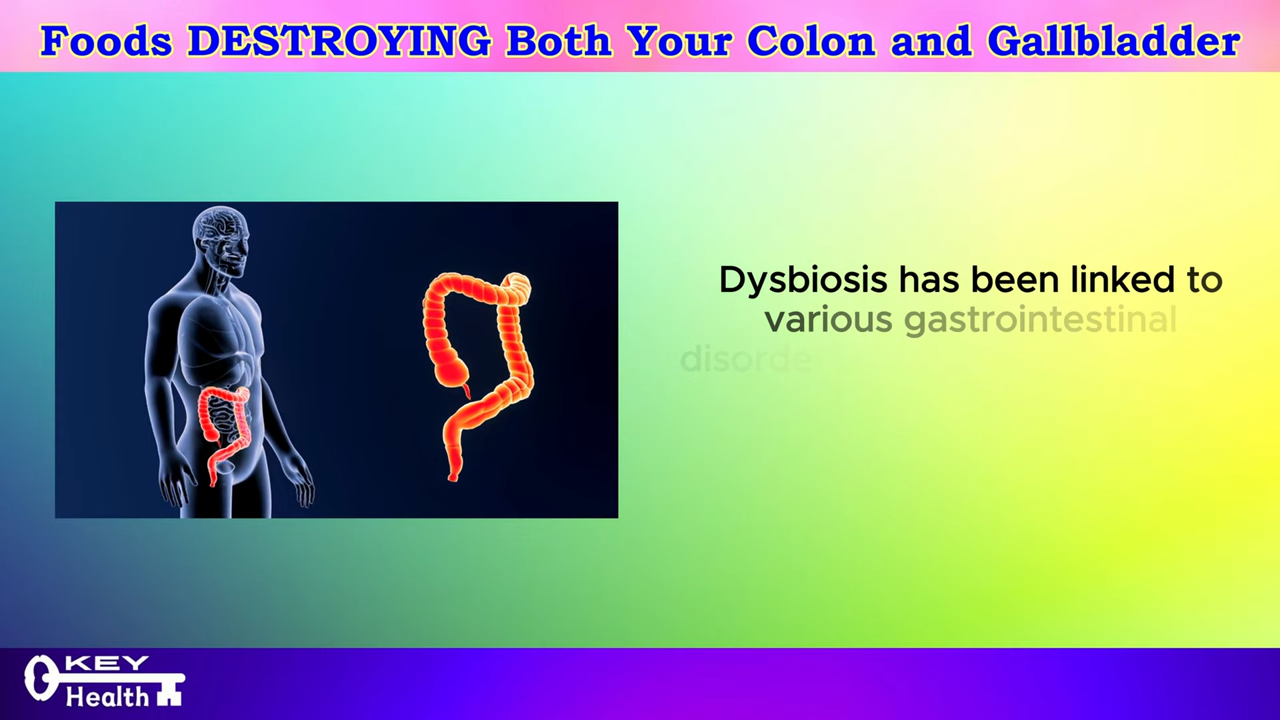 Foods DESTROYING Both Your Colon and Gallbladder
Dysbiosis has been linked to
various gastrointestinal
KEY
Health